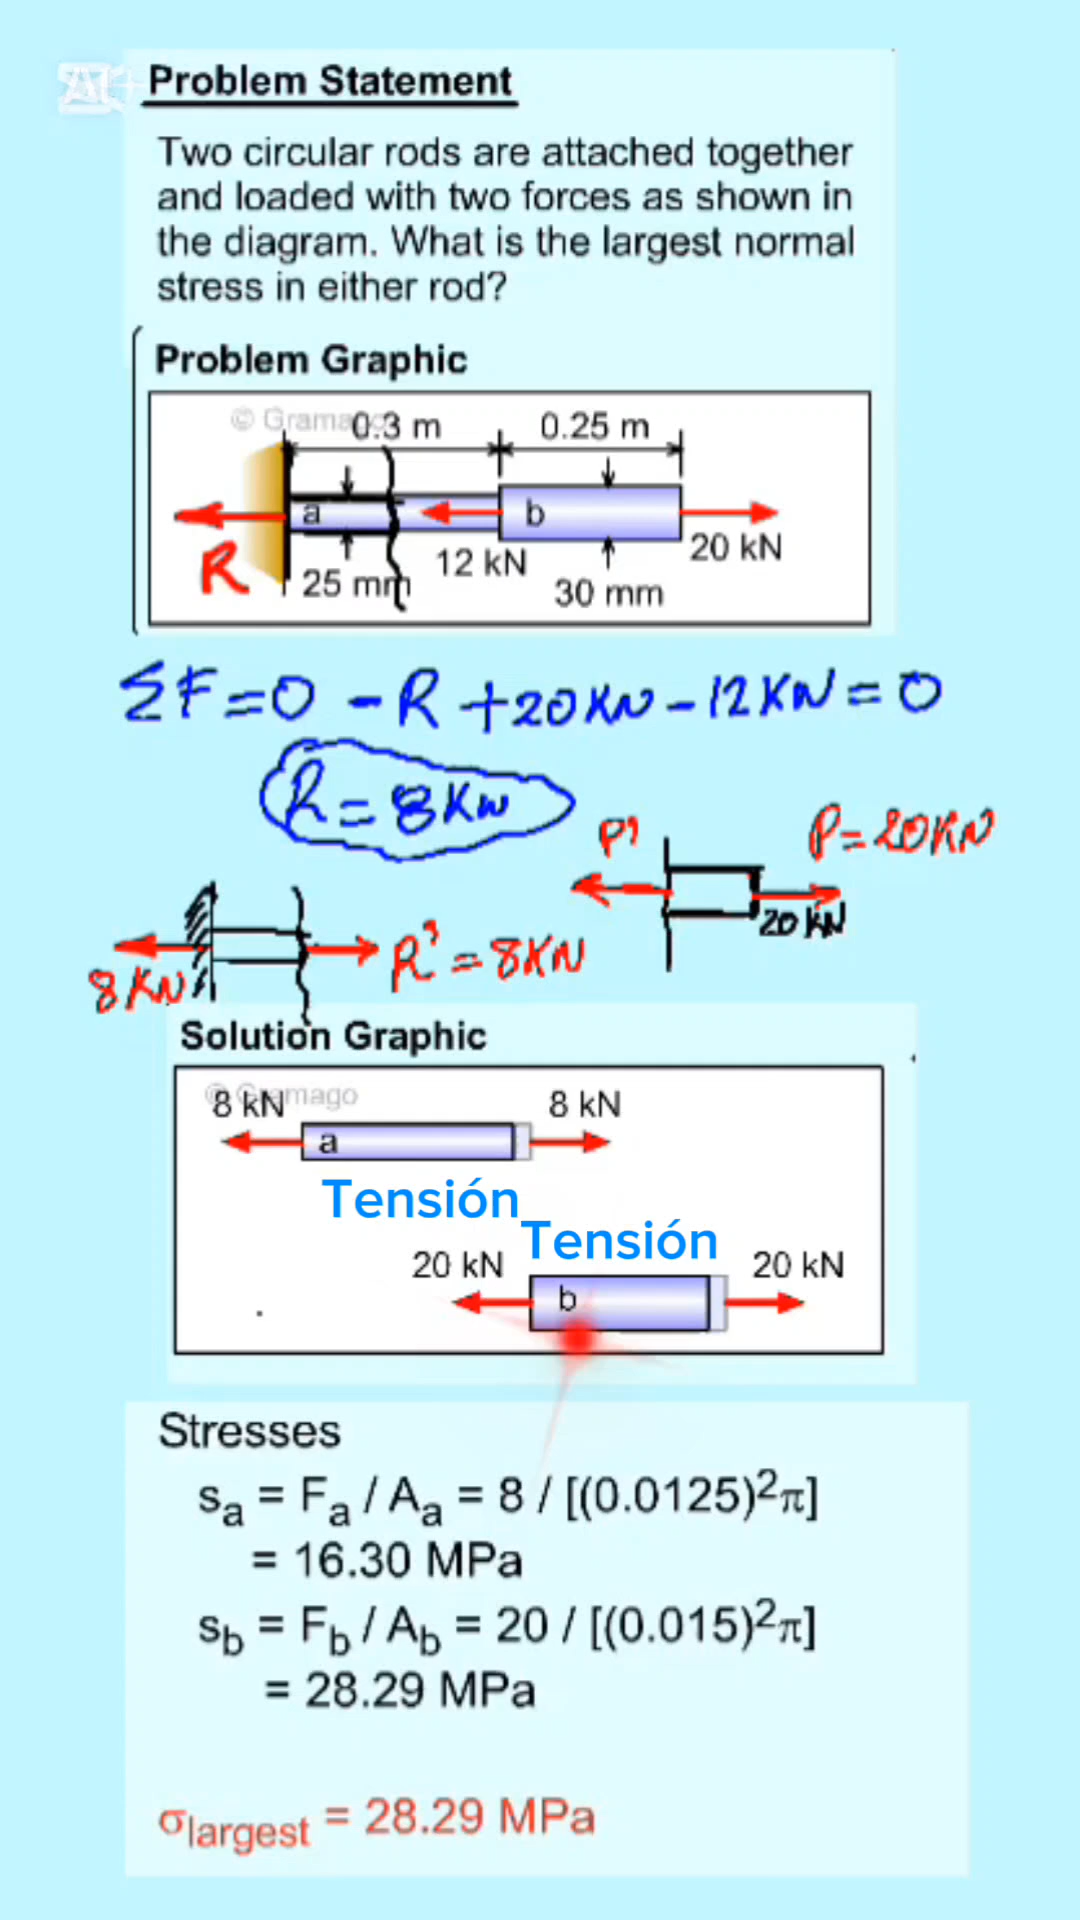 AI+
Problem Statement
Two circular rods are attached together
and loaded with two forces as shown in
the diagram. What is the largest normal
stress in either rod?
Problem Graphic
© Gramago
0.3 m
0.25 m
a
b
R
25 mm
12 kN
30 mm
20 kN
ΣF=0 -R+20KN-12KN=0
R=8KN
P' P=20KN
20 kN
8KN R'=8KN
Solution Graphic
© Gramago
8 kN 8 kN
a
Tensión
Tensión
20 kN 20 kN
b
Stresses
sa = Fa / Aa = 8 / [(0.0125)²π]
= 16.30 MPa
sb = Fb / Ab = 20 / [(0.015)²π]
= 28.29 MPa
σlargest = 28.29 MPa